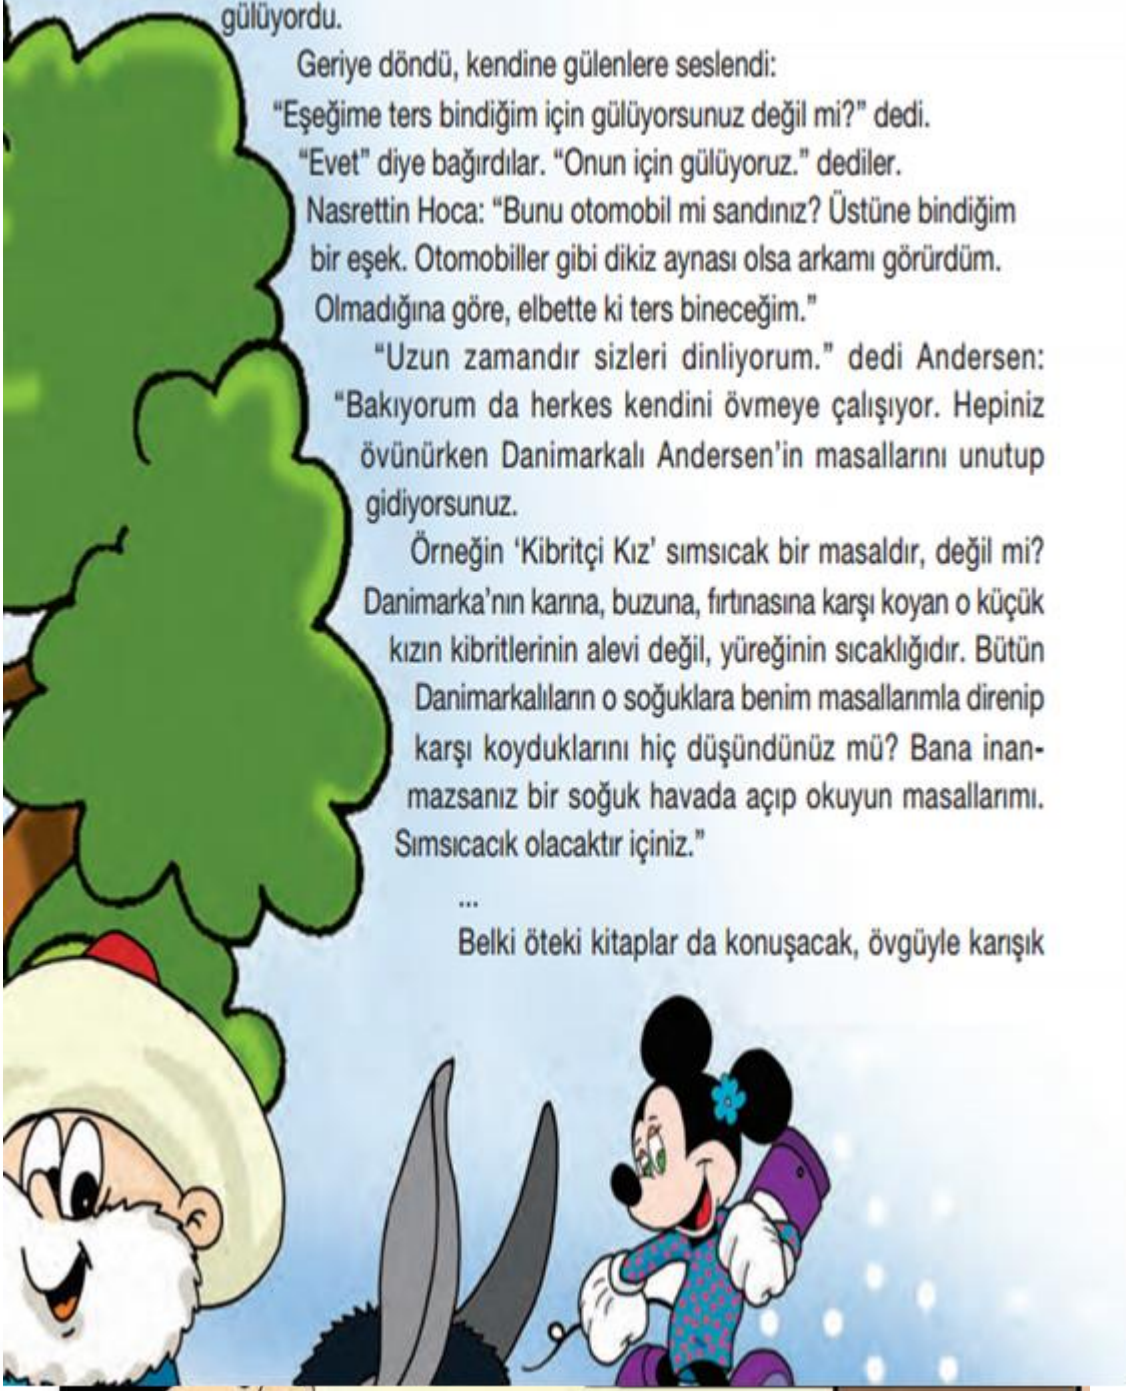 gülüyordu.
Geriye döndü, kendine gülenlere seslendi:
“Eşeğime ters bindiğim için gülüyorsunuz değil mi?” dedi.
“Evet” diye bağırdılar. “Onun için gülüyoruz.” dediler.
Nasrettin Hoca: “Bunu otomobil mi sandınız? Üstüne bindiğim
bir eşek. Otomobiller gibi dikiz aynası olsa arkamı görürdüm.
Olmadığına göre, elbette ki ters bineceğim.”
“Uzun zamandır sizleri dinliyorum.” dedi Andersen:
“Bakıyorum da herkes kendini övmeye çalışıyor. Hepiniz
övünürken Danimarkalı Andersen’in masallarını unutup
gidiyorsunuz.
Örneğin ‘Kibritçi Kız’ sımsıcak bir masaldır, değil mi?
Danimarka’nın karına, buzuna, fırtınasına karşı koyan o küçük
kızın kibritlerinin alevi değil, yüreğinin sıcaklığıdır. Bütün
Danimarkalıların o soğuklara benim masallarımla direnip
karşı koyduklarını hiç düşündünüz mü? Bana inan-
mazsanız bir soğuk havada açıp okuyun masallarımı.
Sımsıcacık olacaktır içiniz.”
...
Belki öteki kitaplar da konuşacak, övgüyle karışık